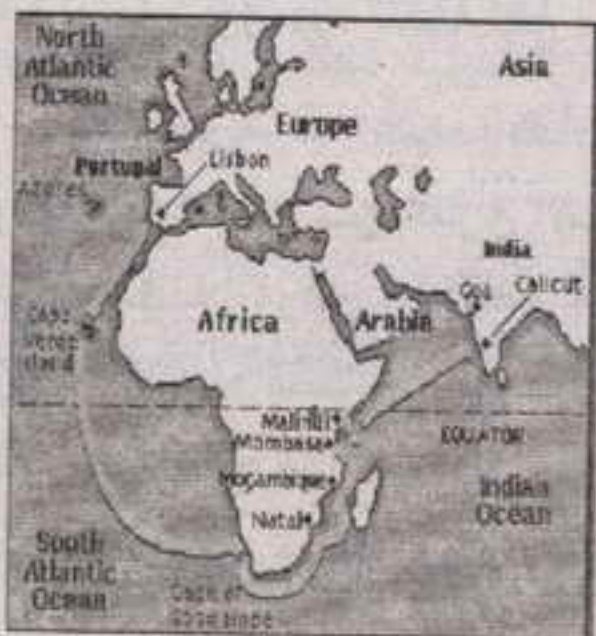 North
Atlantic
Ocean
Asia
Europe
Portugal
Lisbon
Azores
India
Goa
Calicut
Cape
Verde
Africa
Arabia
Malindi
Mombasa
EQUATOR
Moçambique
Indian
Ocean
Natal
South
Atlantic
Ocean
Cape of
Good Hope